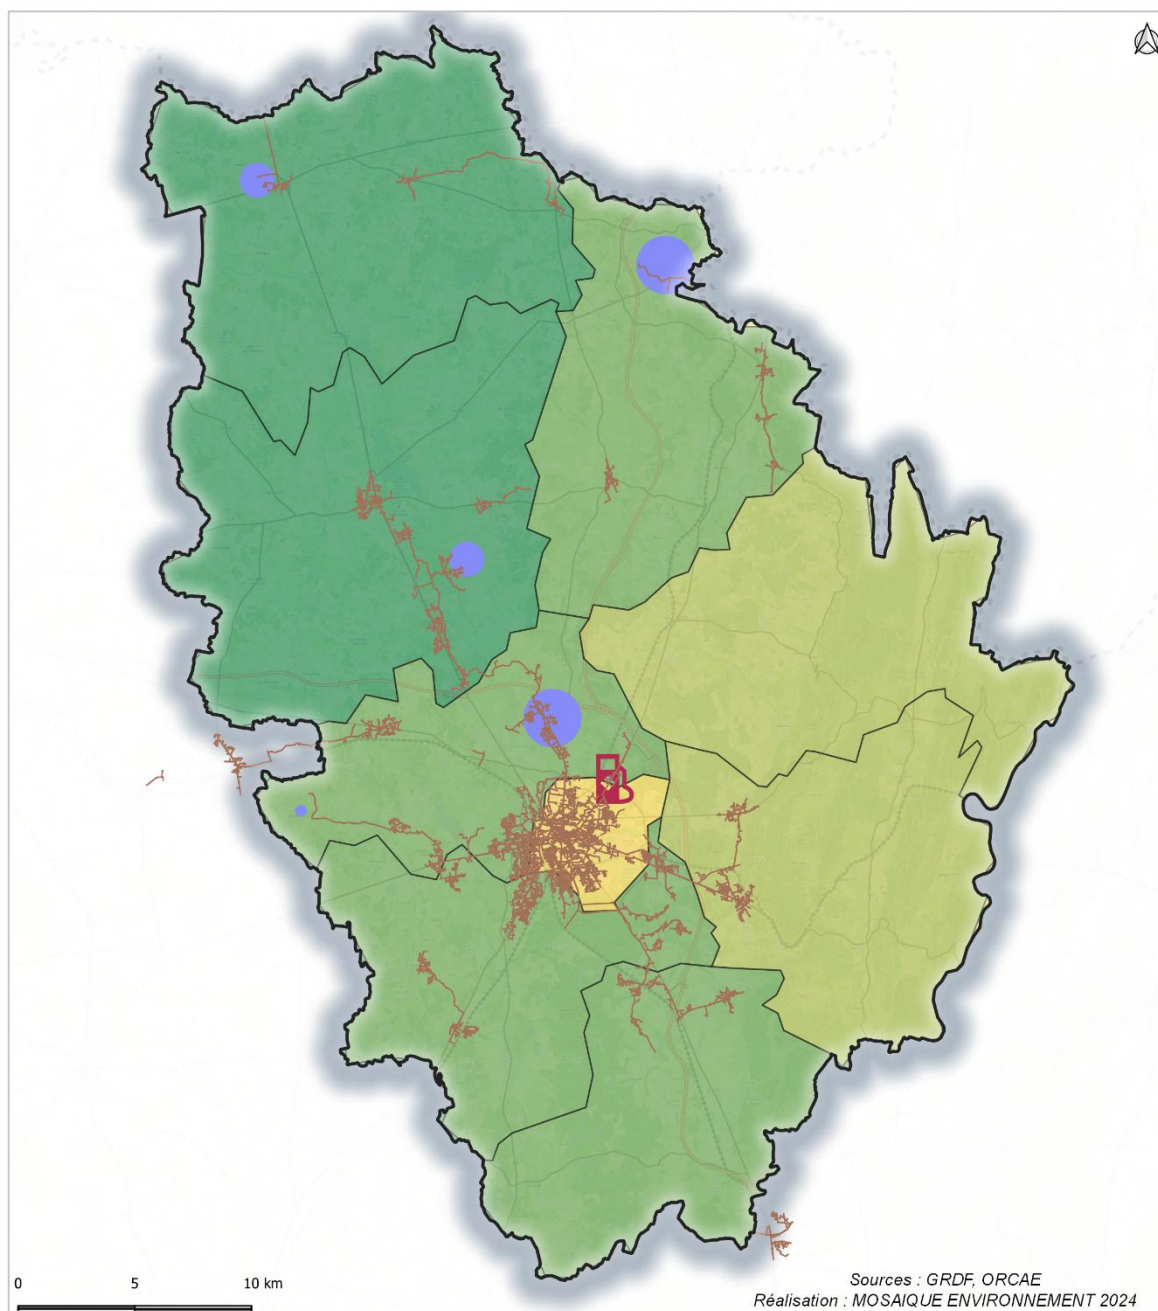 0 5 10 km
Sources : GRDF, ORCAE
Réalisation : MOSAIQUE ENVIRONNEMENT 2024